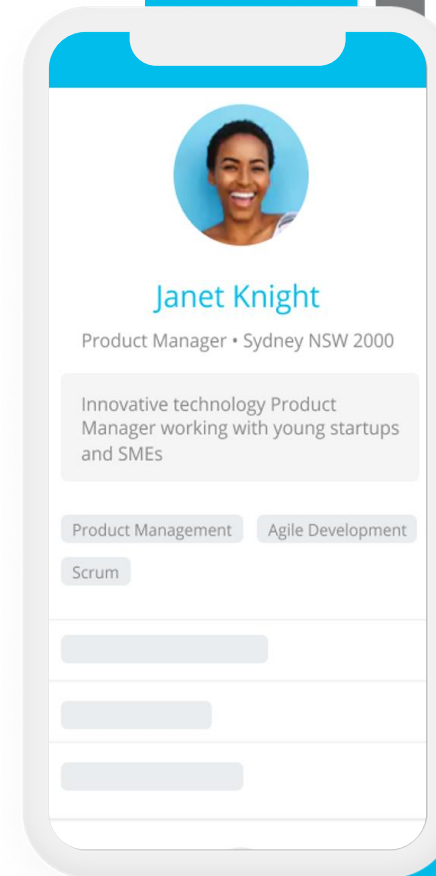 Janet Knight
Product Manager • Sydney NSW 2000
Innovative technology Product
Manager working with young startups
and SMEs
Product Management
Agile Development
Scrum